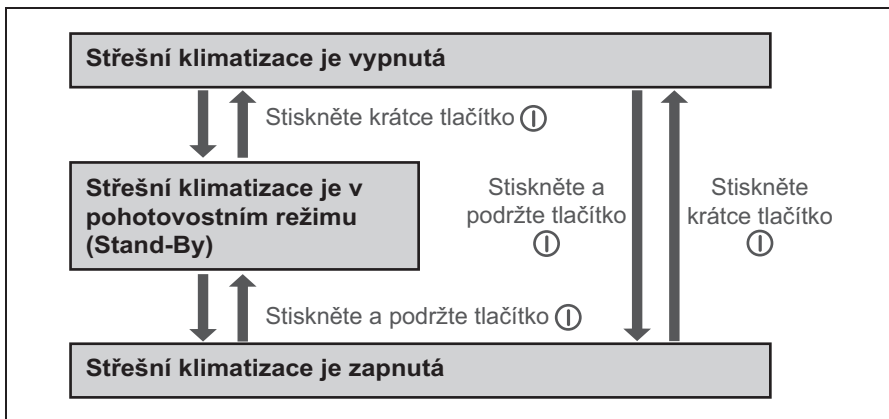 Střešní klimatizace je vypnutá
Stiskněte krátce tlačítko
Střešní klimatizace je v
pohotovostním režimu
(Stand-By)
Stiskněte a
podržte tlačítko
Stiskněte
krátce tlačítko
Stiskněte a podržte tlačítko
Střešní klimatizace je zapnutá